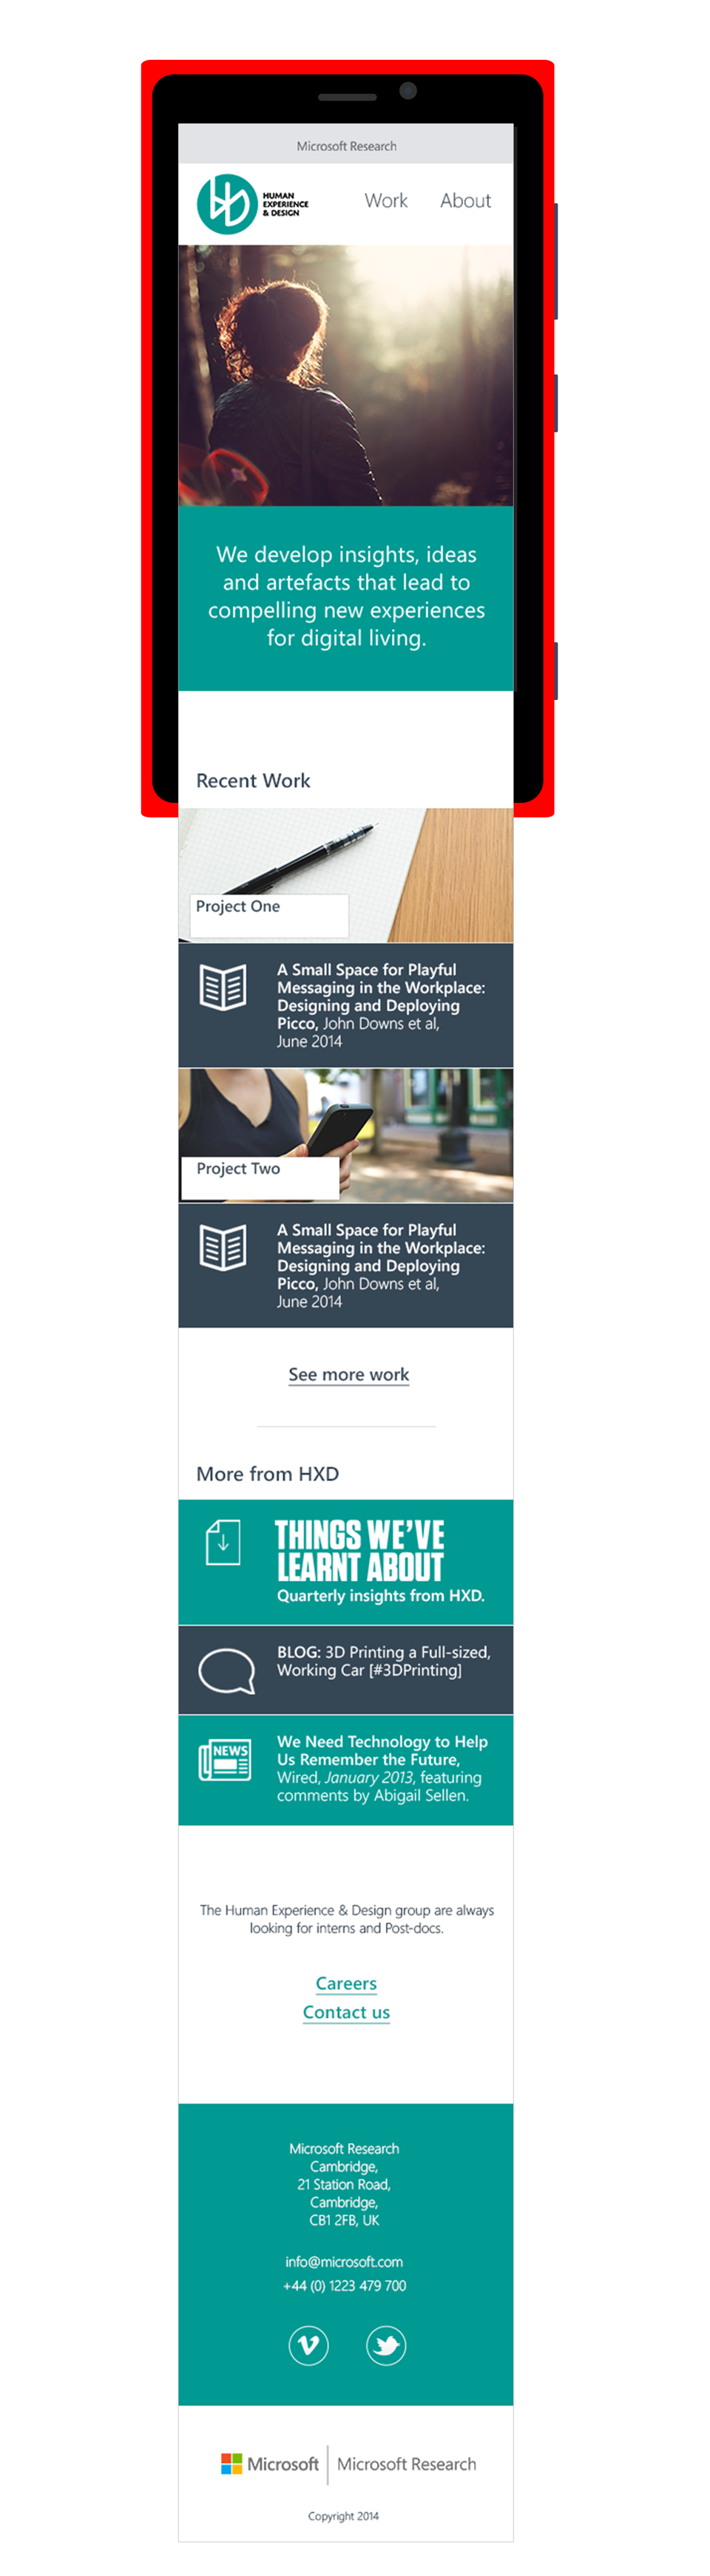 Microsoft Research
HUMAN
EXPERIENCE
& DESIGN
Work About
We develop insights, ideas
and artefacts that lead to
compelling new experiences
for digital living.
Recent Work
Project One
A Small Space for Playful
Messaging in the Workplace:
Designing and Deploying
Picco, John Downs et al,
June 2014
Project Two
A Small Space for Playful
Messaging in the Workplace:
Designing and Deploying
Picco, John Downs et al,
June 2014
See more work
More from HXD
THINGS WE'VE
LEARNT ABOUT
Quarterly insights from HXD.
BLOG: 3D Printing a Full-sized,
Working Car [#3DPrinting]
NEWS
We Need Technology to Help
Us Remember the Future,
Wired, January 2013, featuring
comments by Abigail Sellen.
The Human Experience & Design group are always
looking for interns and Post-docs.
Careers
Contact us
Microsoft Research
Cambridge,
21 Station Road,
Cambridge,
CB1 2FB, UK
info@microsoft.com
+44 (0) 1223 479 700
Microsoft Microsoft Research
Copyright 2014